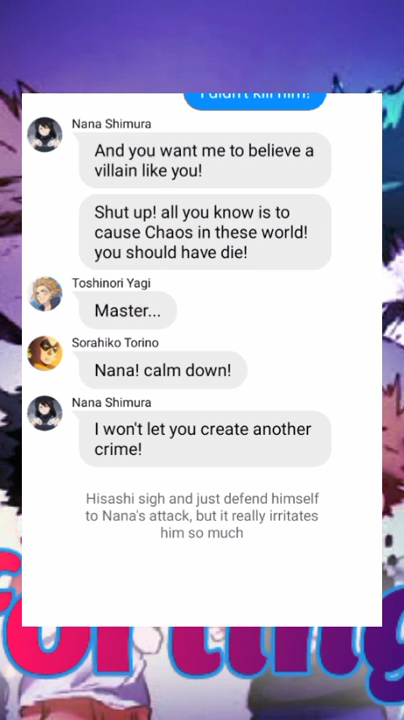 I didn't kill him!
Nana Shimura
And you want me to believe a
villain like you!
Shut up! all you know is to
cause Chaos in these world!
you should have die!
Toshinori Yagi
Master...
Sorahiko Torino
Nana! calm down!
Nana Shimura
I won't let you create another
crime!
Hisashi sigh and just defend himself
to Nana's attack, but it really irritates
him so much